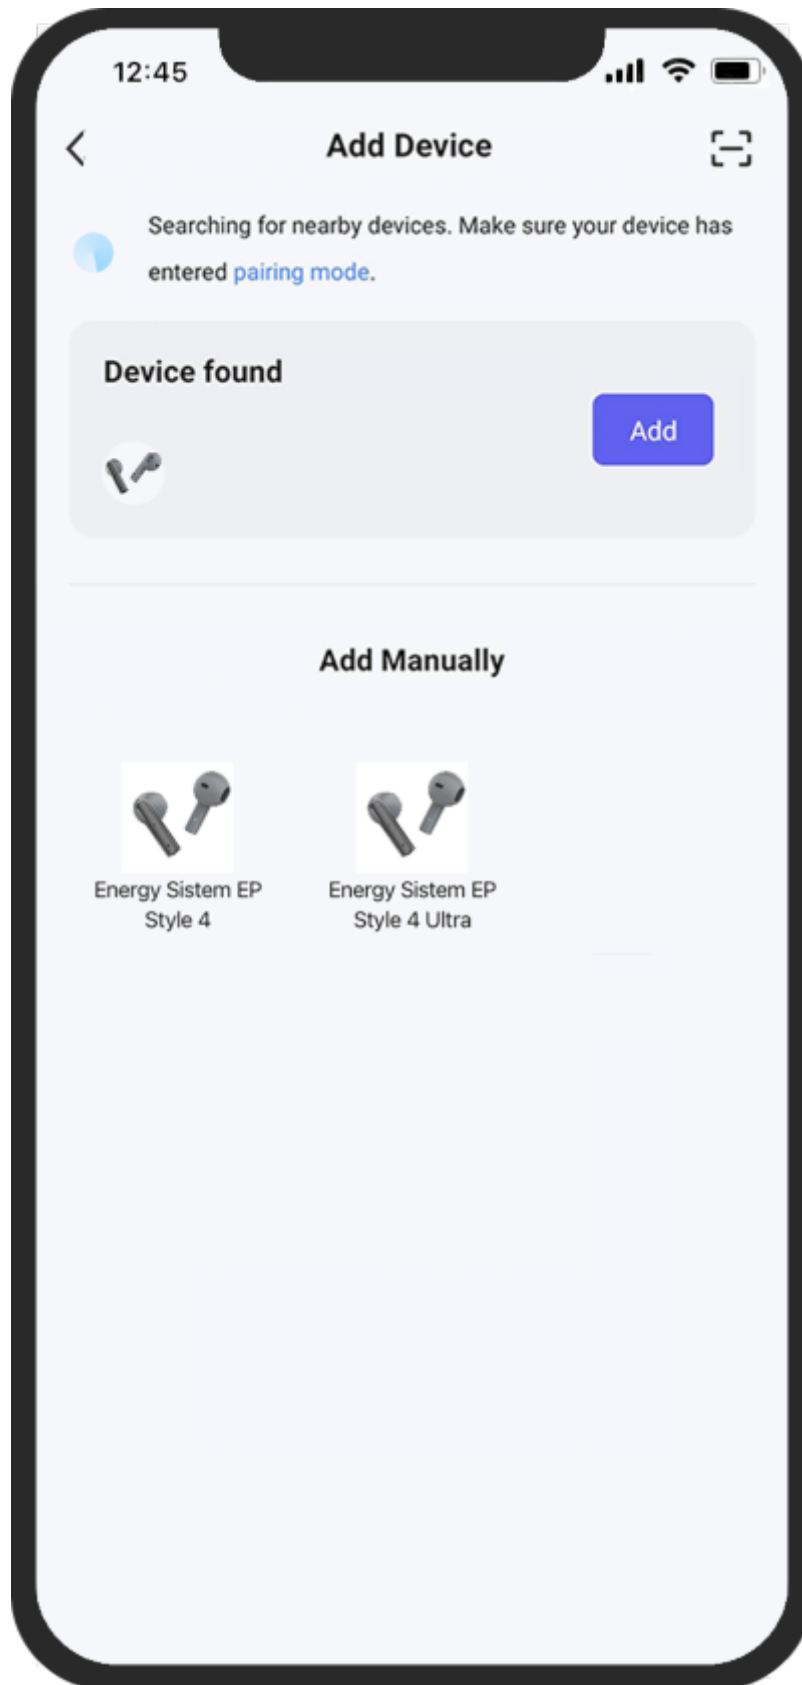 12:45
Add Device
Searching for nearby devices. Make sure your device has
entered pairing mode.
Device found
Add
Add Manually
Energy Sistem EP
Style 4
Energy Sistem EP
Style 4 Ultra